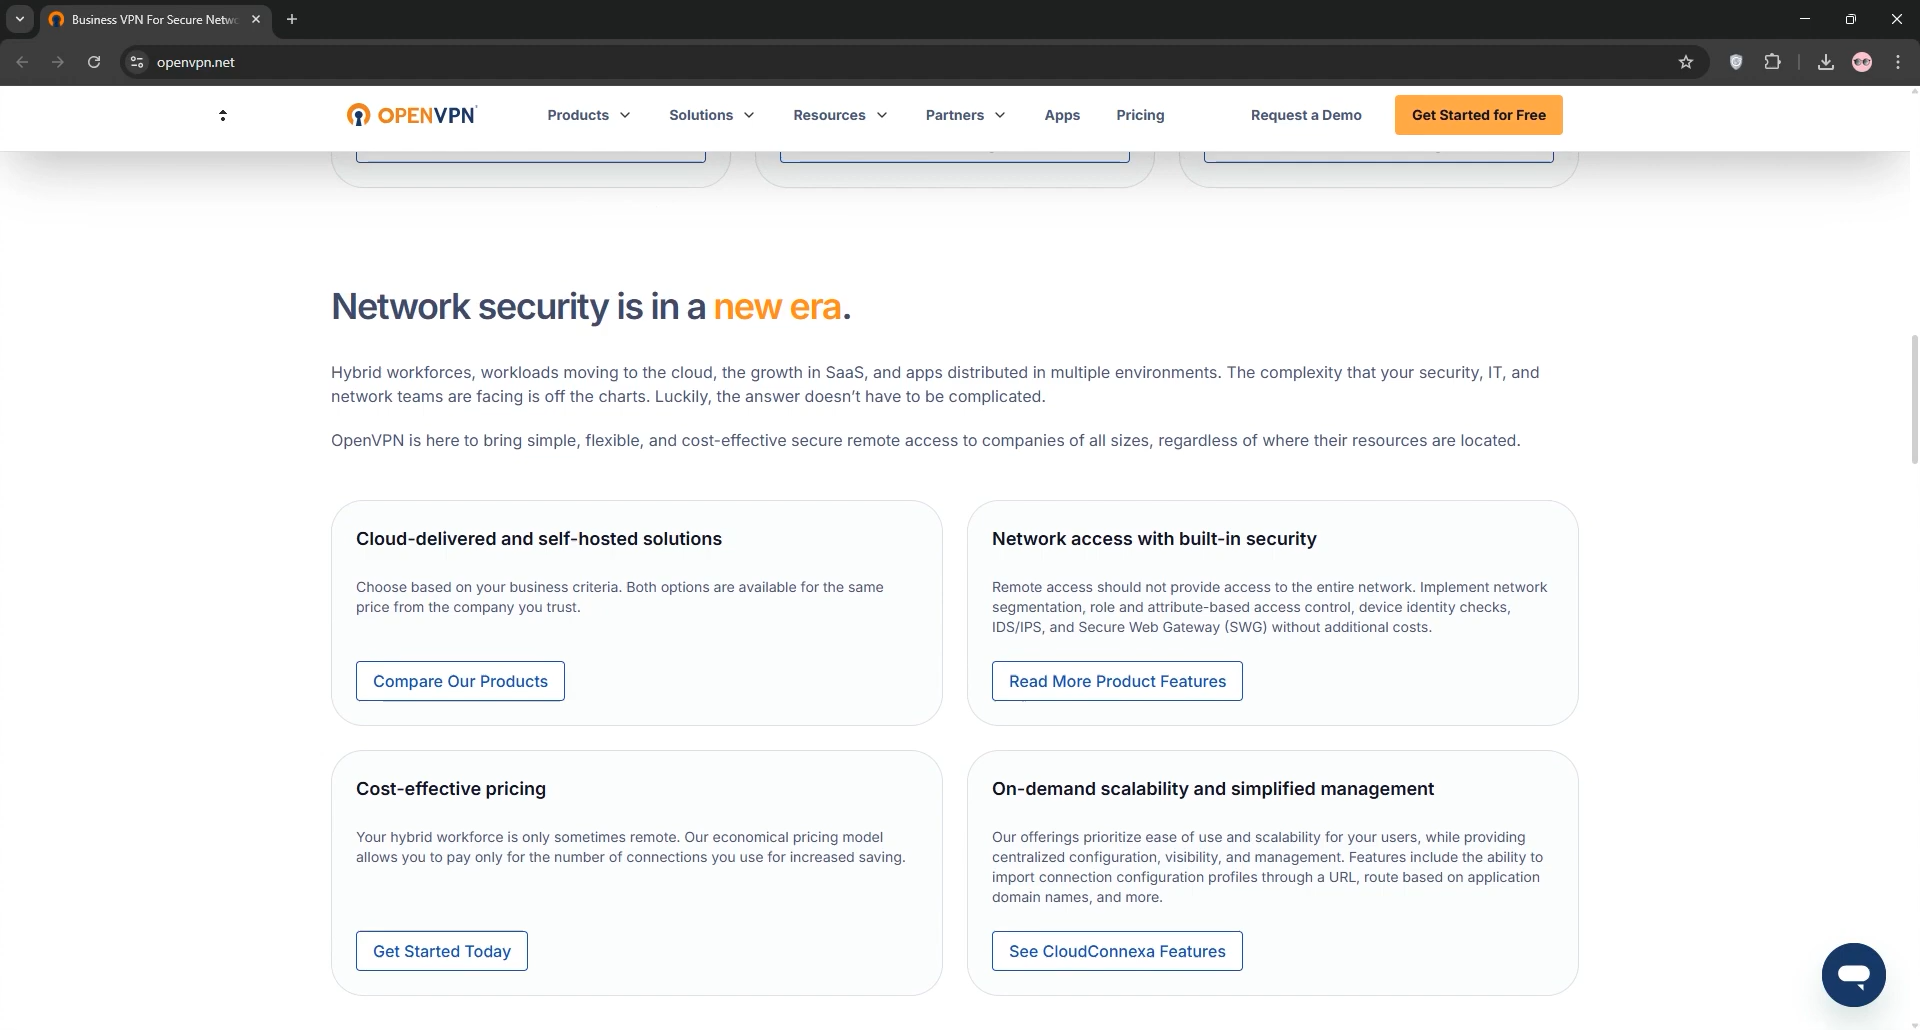 Business VPN For Secure Netwo
openvpn.net
OPENVPN
Products
Solutions
Resources
Partners
Apps
Pricing
Request a Demo
Get Started for Free
Network security is in a new era.
Hybrid workforces, workloads moving to the cloud, the growth in SaaS, and apps distributed in multiple environments. The complexity that your security, IT, and
network teams are facing is off the charts. Luckily, the answer doesn’t have to be complicated.
OpenVPN is here to bring simple, flexible, and cost-effective secure remote access to companies of all sizes, regardless of where their resources are located.
Cloud-delivered and self-hosted solutions
Choose based on your business criteria. Both options are available for the same
price from the company you trust.
Compare Our Products
Network access with built-in security
Remote access should not provide access to the entire network. Implement network
segmentation, role and attribute-based access control, device identity checks,
IDS/IPS, and Secure Web Gateway (SWG) without additional costs.
Read More Product Features
Cost-effective pricing
Your hybrid workforce is only sometimes remote. Our economical pricing model
allows you to pay only for the number of connections you use for increased saving.
Get Started Today
On-demand scalability and simplified management
Our offerings prioritize ease of use and scalability for your users, while providing
centralized configuration, visibility, and management. Features include the ability to
import connection configuration profiles through a URL, route based on application
domain names, and more.
See CloudConnexa Features